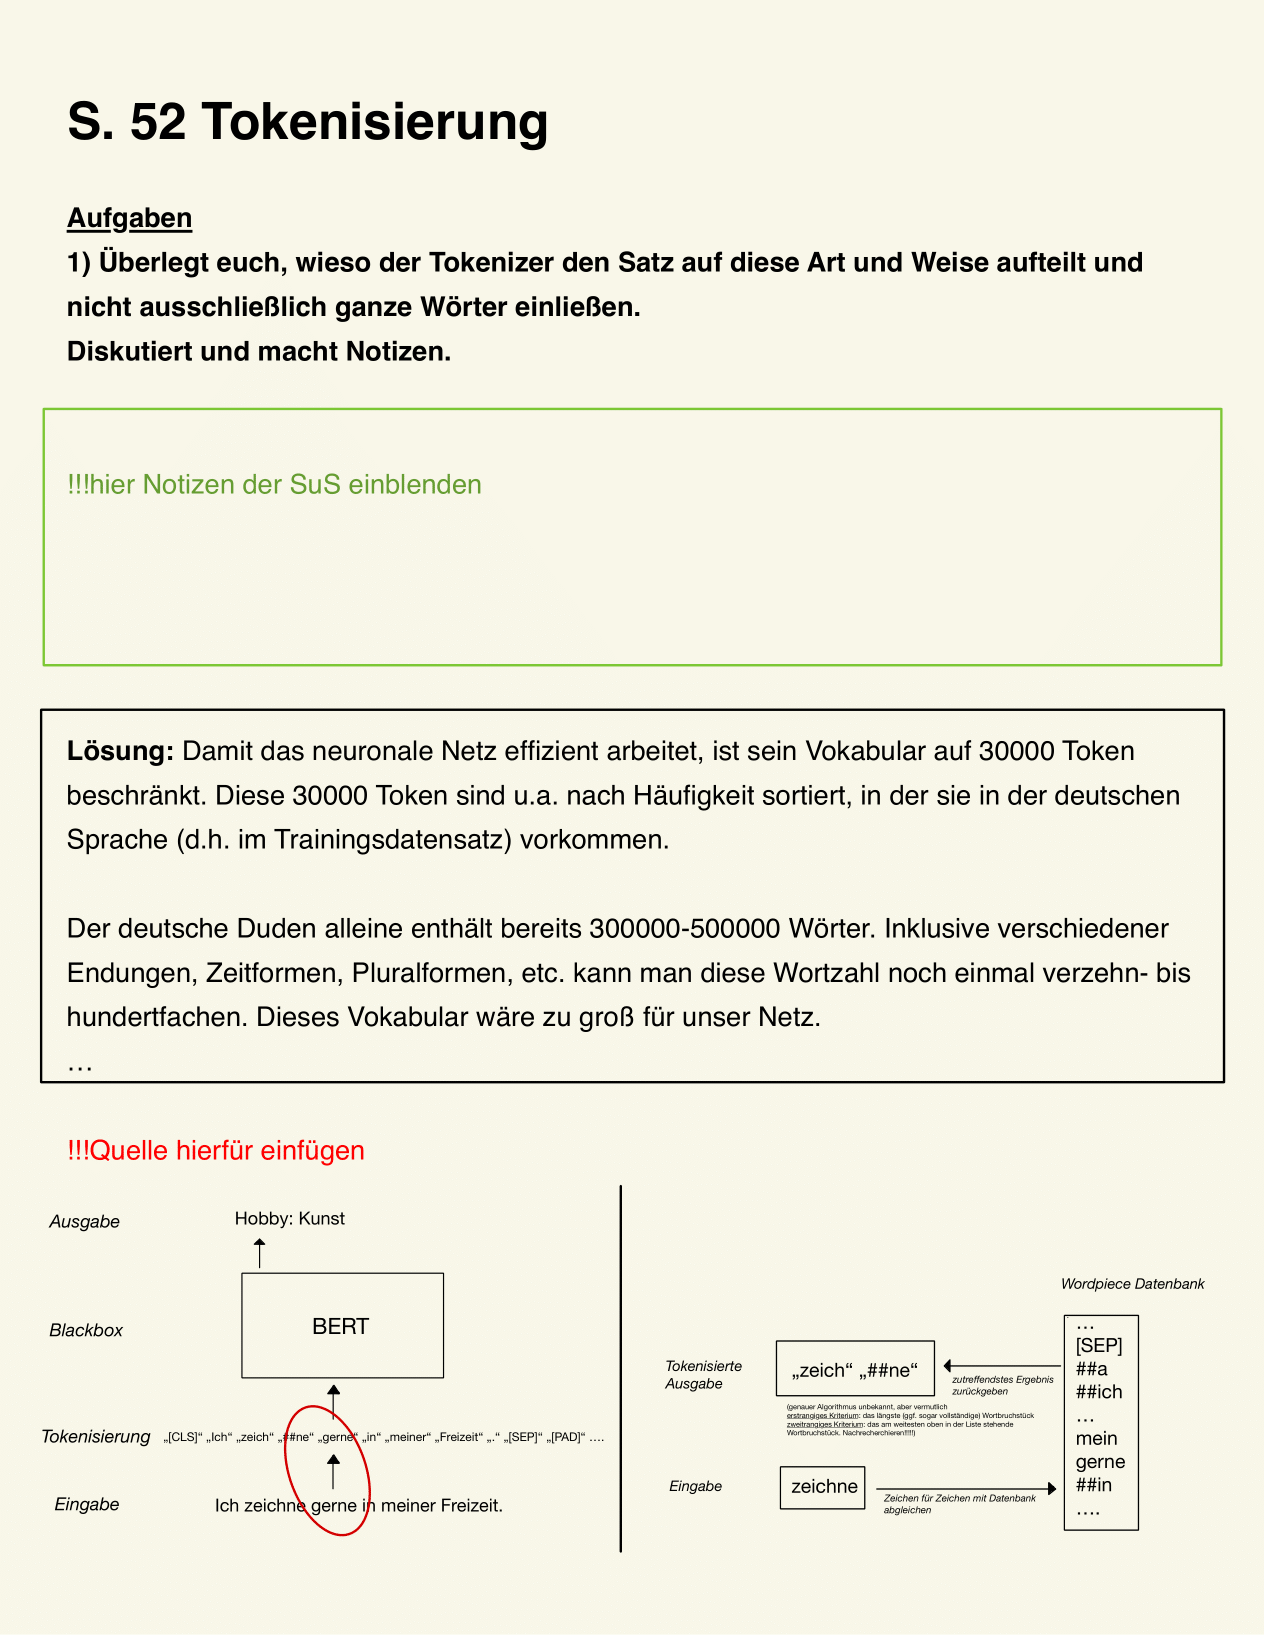 S. 52 Tokenisierung
Aufgaben
1) Überlegt euch, wieso der Tokenizer den Satz auf diese Art und Weise aufteilt und
nicht ausschließlich ganze Wörter einließen.
Diskutiert und macht Notizen.
!!!hier Notizen der SuS einblenden
Lösung: Damit das neuronale Netz effizient arbeitet, ist sein Vokabular auf 30000 Token
beschränkt. Diese 30000 Token sind u.a. nach Häufigkeit sortiert, in der sie in der deutschen
Sprache (d.h. im Trainingsdatensatz) vorkommen.
Der deutsche Duden alleine enthält bereits 300000-500000 Wörter. Inklusive verschiedener
Endungen, Zeitformen, Pluralformen, etc. kann man diese Wortzahl noch einmal verzehn- bis
hundertfachen. Dieses Vokabular wäre zu groß für unser Netz.
…
!!!Quelle hierfür einfügen
Ausgabe
Hobby: Kunst
Blackbox
BERT
Tokenisierung
„[CLS]“ „Ich“ „zeich“ „##ne“ „gerne“ „in“ „meiner“ „Freizeit“ „.“ „[SEP]“ „[PAD]“ ….
Eingabe
Ich zeichne gerne in meiner Freizeit.
Wordpiece Datenbank
…
[SEP]
##a
##ich
…
mein
gerne
##in
….
Tokenisierte
Ausgabe
„zeich“ „##ne“
zutreffendstes Ergebnis
zurückgeben
(genauer Algorithmus unbekannt, aber vermutlich
erstrangiges Kriterium: das längste (ggf. sogar vollständige) Wortbruchstück
zweitrangiges Kriterium: das am weitesten oben in der Liste stehende
Wortbruchstück. Nachrecherchieren!!!!)
Eingabe
zeichne
Zeichen für Zeichen mit Datenbank
abgleichen